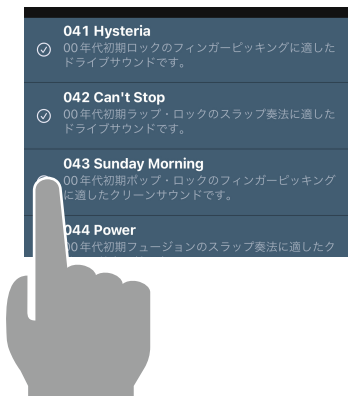 041 Hysteria
00年代初期ロックのフィンガーピッキングに適した
ドライブサウンドです。
042 Can't Stop
00年代初期ラップ・ロックのスラップ奏法に適した
ドライブサウンドです。
043 Sunday Morning
00年代初期ポップ・ロックのフィンガーピッキング
に適したクリーンサウンドです。
044 Power
00年代初期フュージョンのスラップ奏法に適したク